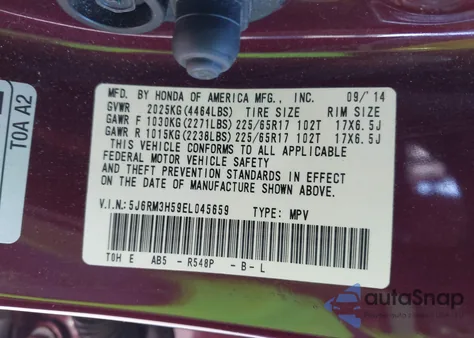 MFD. BY HONDA OF AMERICA MFG., INC. 09/14
GVWR 2025KG(4464LBS) TIRE SIZE RIM SIZE
GAWR F 1030KG(2271LBS) 225/65R17 102T 17X6.5J
GAWR R 1015KG(2238LBS) 225/65R17 102T 17X6.5J
THIS VEHICLE CONFORMS TO ALL APPLICABLE
FEDERAL MOTOR VEHICLE SAFETY
AND THEFT PREVENTION STANDARDS IN EFFECT
ON THE DATE OF MANUFACTURE SHOWN ABOVE.
V.I.N.:5J6RM3H59EL045659 TYPE: MPV
TOH E AB5 - R548P - B - L
TOA A2
autoSnap